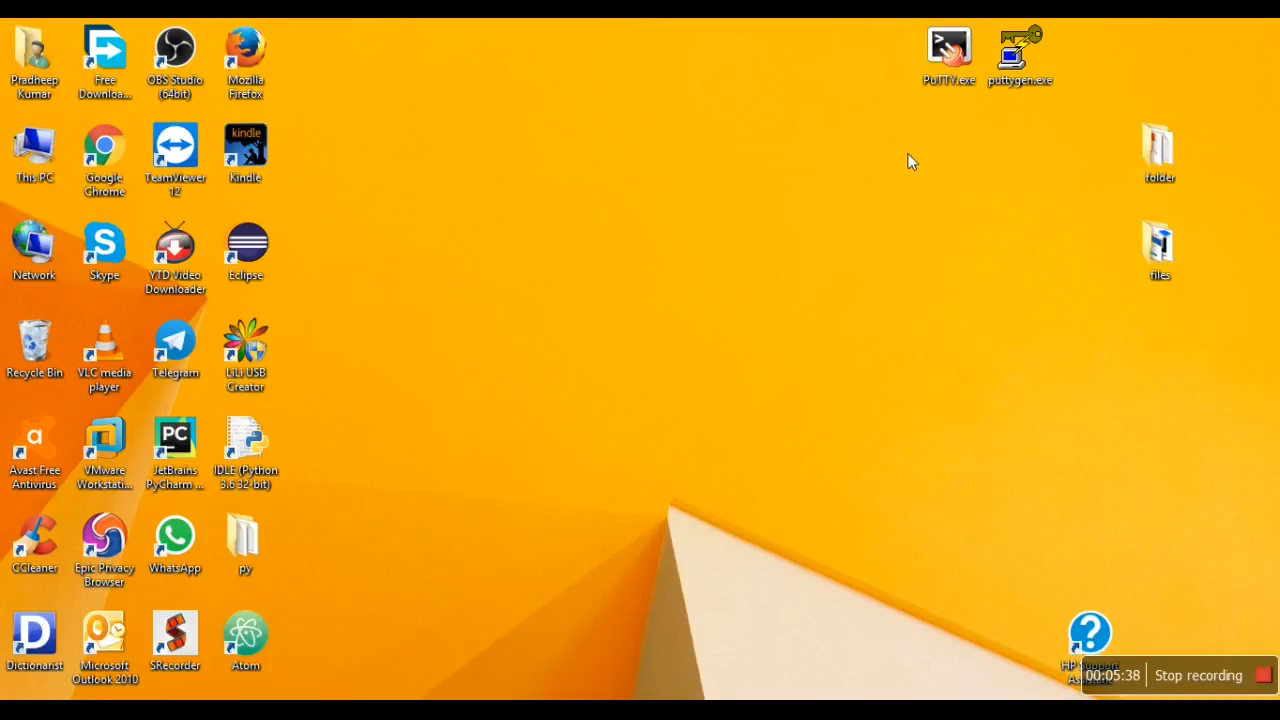 Pradheep
Kumar
Free
Downloa...
OBS Studio
(64bit)
Mozilla
Firefox
PuTTY.exe
puttygen.exe
This PC
Google
Chrome
TeamViewer
12
kindle
Kindle
folder
Network
S
Skype
YTD Video
Downloader
Eclipse
files
Recycle Bin
VLC media
player
Telegram
LiLi USB
Creator
a
Avast Free
Antivirus
VMware
Workstati...
PC
JetBrains
PyCharm ...
IDLE (Python
3.6 32-bit)
CCleaner
Epic Privacy
Browser
WhatsApp
py
D
Dictionarist
Microsoft
Outlook 2010
S
SRecorder
Atom
?
HP Support
00:05:38
Stop recording